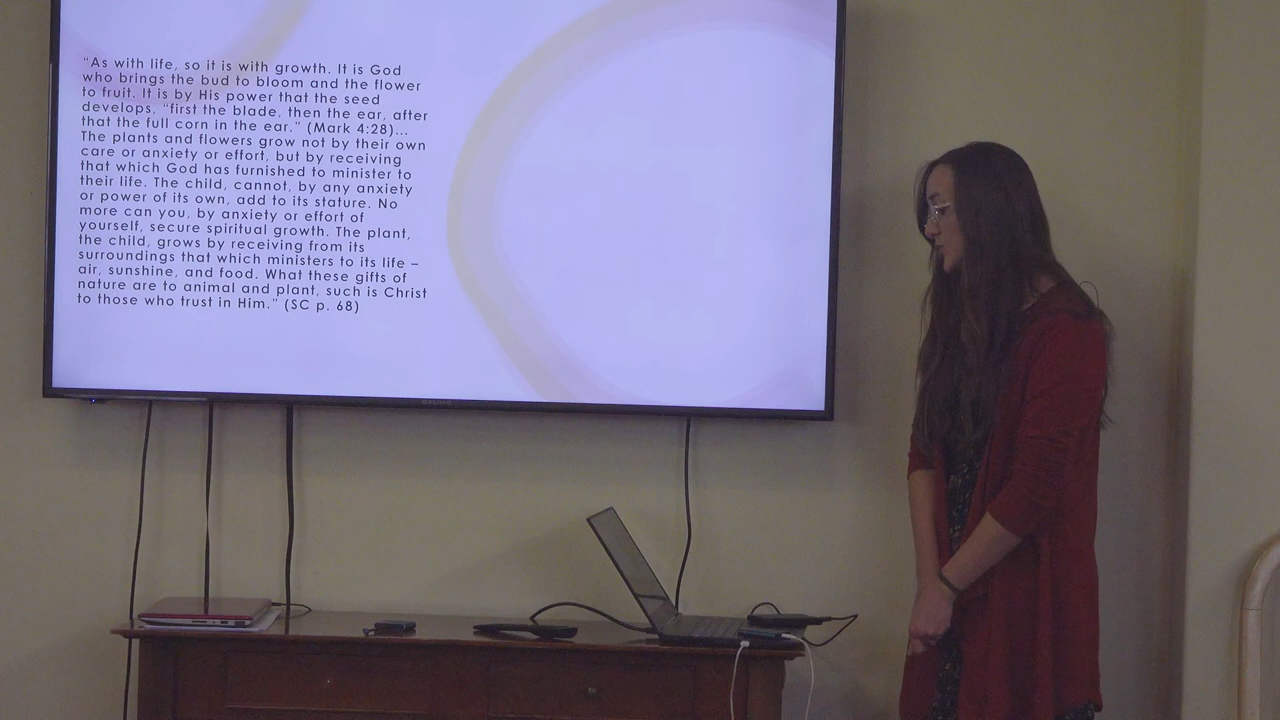 "As with life, so it is with growth. It is God
who brings the bud to bloom and the flower
to fruit. It is by His power that the seed
develops, "first the blade, then the ear, after
that the full corn in the ear." (Mark 4:28)...
The plants and flowers grow not by their own
care or anxiety or effort, but by receiving
that which God has furnished to minister to
their life. The child, cannot, by any anxiety
or power of its own, add to its stature. No
more can you, by anxiety or effort of
yourself, secure spiritual growth. The plant,
the child, grows by receiving from its
surroundings that which ministers to its life –
air, sunshine, and food. What these gifts of
nature are to animal and plant, such is Christ
to those who trust in Him." (SC p. 68)